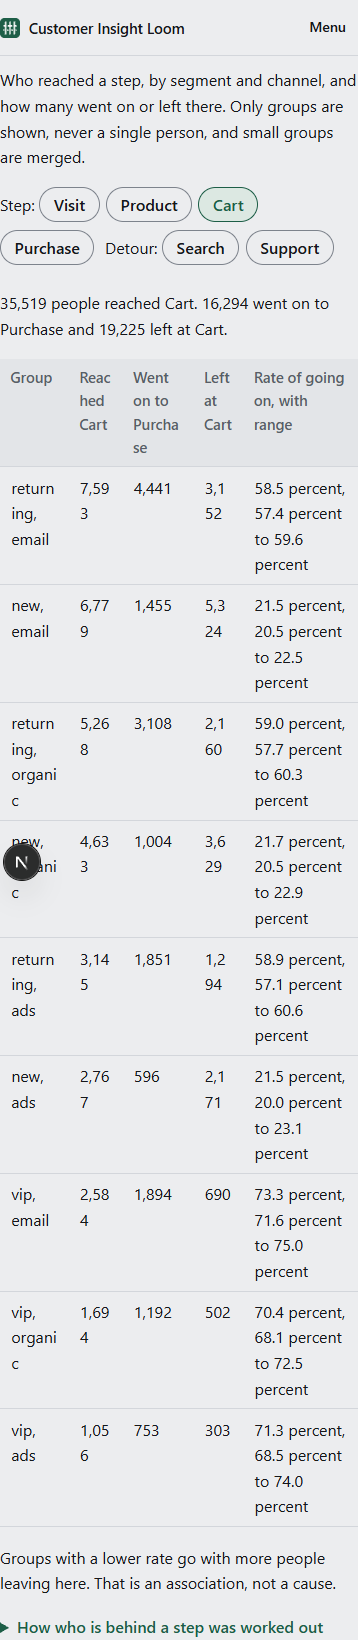 Customer Insight Loom
Menu
Who reached a step, by segment and channel, and
how many went on or left there. Only groups are
shown, never a single person, and small groups
are merged.
Step: Visit Product Cart
Purchase Detour: Search Support
35,519 people reached Cart. 16,294 went on to
Purchase and 19,225 left at Cart.
Group Reac Went Left Rate of going
hed on to at on, with
Cart Purcha Cart range
se
return 7,59 4,441 3,1 58.5 percent,
ing, 3 52 57.4 percent
email to 59.6
percent
new, 6,77 1,455 5,3 21.5 percent,
email 9 24 20.5 percent
to 22.5
percent
return 5,26 3,108 2,1 59.0 percent,
ing, 8 60 57.7 percent
organi to 60.3
c percent
new, 4,63 1,004 3,6 21.7 percent,
N ani 3 29 20.5 percent
c to 22.9
percent
return 3,14 1,851 1,2 58.9 percent,
ing, 5 94 57.1 percent
ads to 60.6
percent
new, 2,76 596 2,1 21.5 percent,
ads 7 71 20.0 percent
to 23.1
percent
vip, 2,58 1,894 690 73.3 percent,
email 4 71.6 percent
to 75.0
percent
vip, 1,69 1,192 502 70.4 percent,
organi 4 68.1 percent
c to 72.5
percent
vip, 1,05 753 303 71.3 percent,
ads 6 68.5 percent
to 74.0
percent
Groups with a lower rate go with more people
leaving here. That is an association, not a cause.
How who is behind a step was worked out